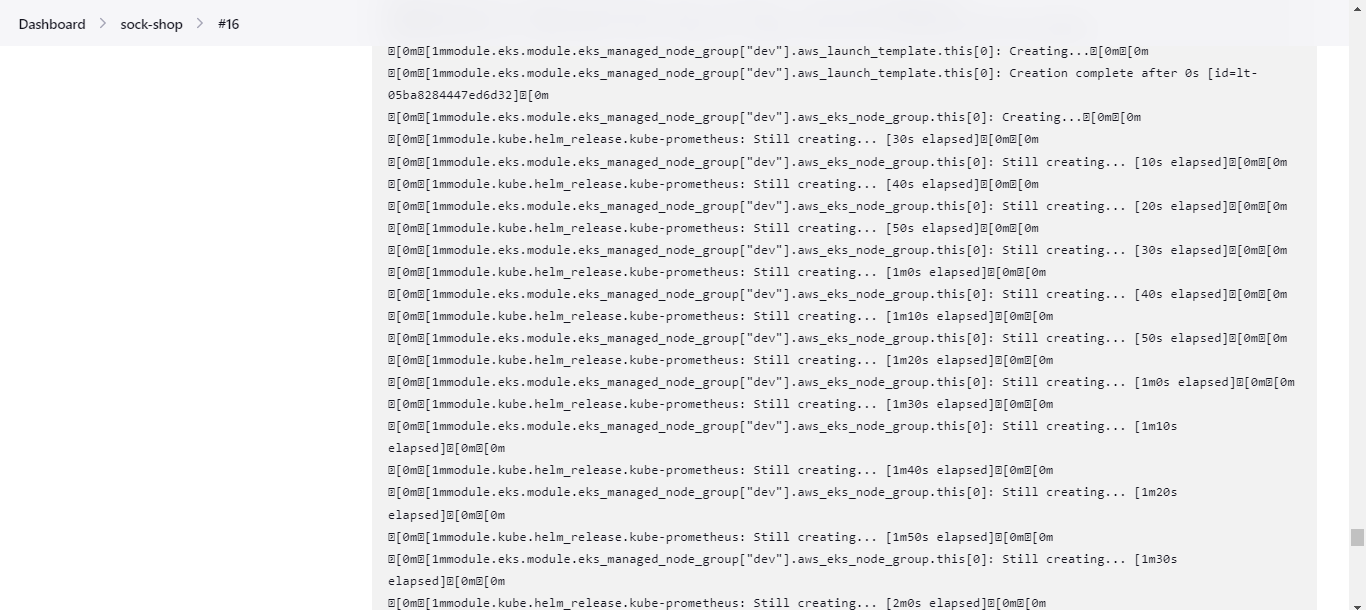 Dashboard > sock-shop > #16
␛[0m␛[1mmodule.eks.module.eks_managed_node_group["dev"].aws_launch_template.this[0]: Creating...␛[0m␛[0m
␛[0m␛[1mmodule.eks.module.eks_managed_node_group["dev"].aws_launch_template.this[0]: Creation complete after 0s [id=lt-
05ba8284447ed6d32]␛[0m
␛[0m␛[1mmodule.eks.module.eks_managed_node_group["dev"].aws_eks_node_group.this[0]: Creating...␛[0m␛[0m
␛[0m␛[1mmodule.kube.helm_release.kube-prometheus: Still creating... [30s elapsed]␛[0m␛[0m
␛[0m␛[1mmodule.eks.module.eks_managed_node_group["dev"].aws_eks_node_group.this[0]: Still creating... [10s elapsed]␛[0m␛[0m
␛[0m␛[1mmodule.kube.helm_release.kube-prometheus: Still creating... [40s elapsed]␛[0m␛[0m
␛[0m␛[1mmodule.eks.module.eks_managed_node_group["dev"].aws_eks_node_group.this[0]: Still creating... [20s elapsed]␛[0m␛[0m
␛[0m␛[1mmodule.kube.helm_release.kube-prometheus: Still creating... [50s elapsed]␛[0m␛[0m
␛[0m␛[1mmodule.eks.module.eks_managed_node_group["dev"].aws_eks_node_group.this[0]: Still creating... [30s elapsed]␛[0m␛[0m
␛[0m␛[1mmodule.kube.helm_release.kube-prometheus: Still creating... [1m0s elapsed]␛[0m␛[0m
␛[0m␛[1mmodule.eks.module.eks_managed_node_group["dev"].aws_eks_node_group.this[0]: Still creating... [40s elapsed]␛[0m␛[0m
␛[0m␛[1mmodule.kube.helm_release.kube-prometheus: Still creating... [1m10s elapsed]␛[0m␛[0m
␛[0m␛[1mmodule.eks.module.eks_managed_node_group["dev"].aws_eks_node_group.this[0]: Still creating... [50s elapsed]␛[0m␛[0m
␛[0m␛[1mmodule.kube.helm_release.kube-prometheus: Still creating... [1m20s elapsed]␛[0m␛[0m
␛[0m␛[1mmodule.eks.module.eks_managed_node_group["dev"].aws_eks_node_group.this[0]: Still creating... [1m0s elapsed]␛[0m␛[0m
␛[0m␛[1mmodule.kube.helm_release.kube-prometheus: Still creating... [1m30s elapsed]␛[0m␛[0m
␛[0m␛[1mmodule.eks.module.eks_managed_node_group["dev"].aws_eks_node_group.this[0]: Still creating... [1m10s
elapsed]␛[0m␛[0m
␛[0m␛[1mmodule.kube.helm_release.kube-prometheus: Still creating... [1m40s elapsed]␛[0m␛[0m
␛[0m␛[1mmodule.eks.module.eks_managed_node_group["dev"].aws_eks_node_group.this[0]: Still creating... [1m20s
elapsed]␛[0m␛[0m
␛[0m␛[1mmodule.kube.helm_release.kube-prometheus: Still creating... [1m50s elapsed]␛[0m␛[0m
␛[0m␛[1mmodule.eks.module.eks_managed_node_group["dev"].aws_eks_node_group.this[0]: Still creating... [1m30s
elapsed]␛[0m␛[0m
␛[0m␛[1mmodule.kube.helm_release.kube-prometheus: Still creating... [2m0s elapsed]␛[0m␛[0m